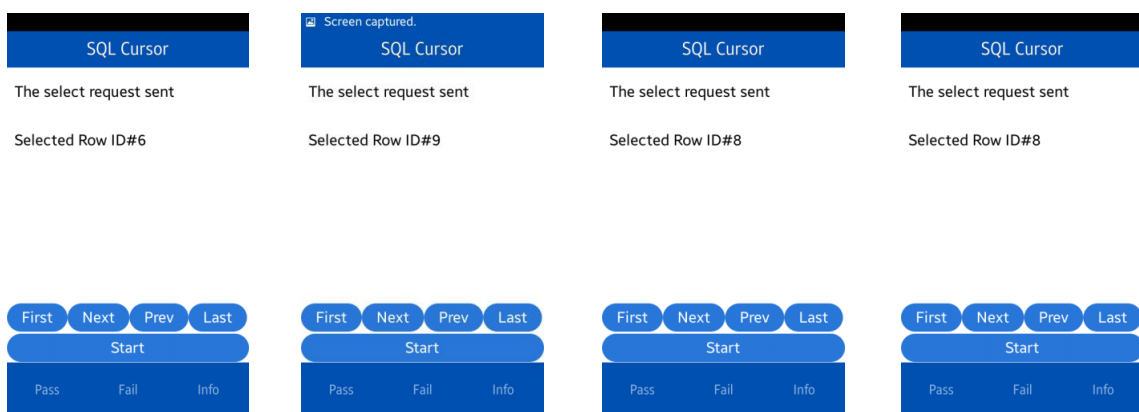 SQL Cursor
The select request sent
Selected Row ID#6
First Next Prev Last
Start
Pass Fail Info
Screen captured.
SQL Cursor
The select request sent
Selected Row ID#9
First Next Prev Last
Start
Pass Fail Info
SQL Cursor
The select request sent
Selected Row ID#8
First Next Prev Last
Start
Pass Fail Info
SQL Cursor
The select request sent
Selected Row ID#8
First Next Prev Last
Start
Pass Fail Info